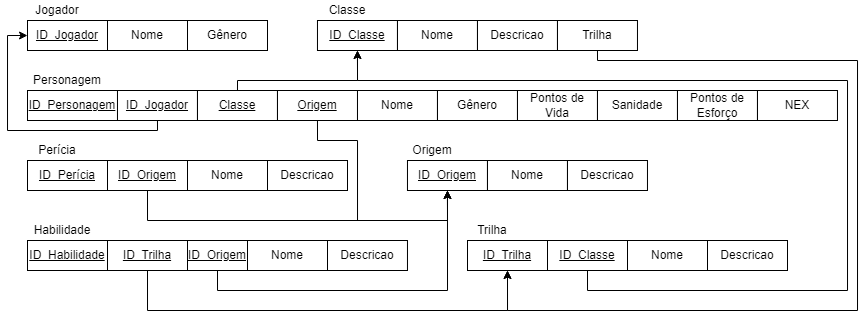 Jogador
ID_Jogador Nome Gênero
Classe
ID_Classe Nome Descricao Trilha
Personagem
ID_Personagem ID_Jogador Classe Origem Nome Gênero Pontos de Vida Sanidade Pontos de Esforço NEX
Perícia
ID_Perícia ID_Origem Nome Descricao
Origem
ID_Origem Nome Descricao
Habilidade
ID_Habilidade ID_Trilha ID_Origem Nome Descricao
Trilha
ID_Trilha ID_Classe Nome Descricao